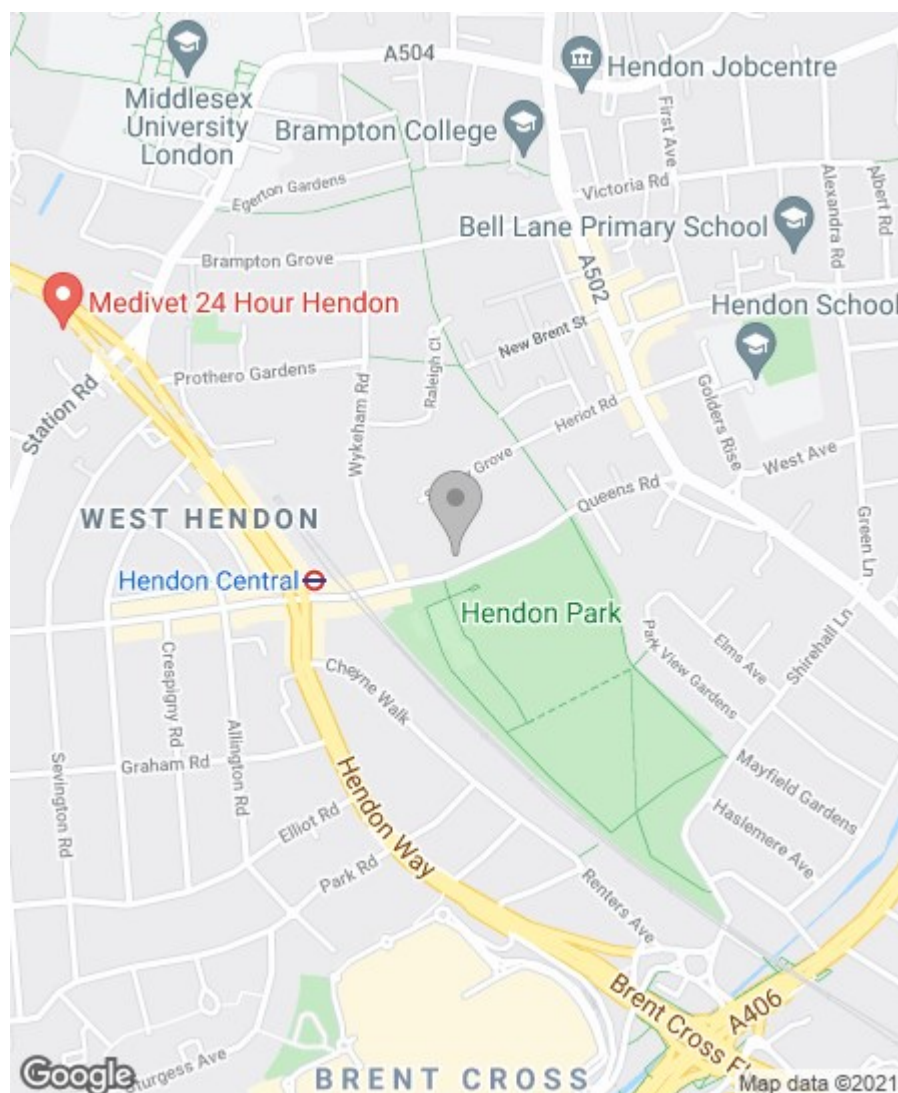 A504
Hendon Jobcentre
Middlesex
University
London
Brampton College
First Ave
Egerton Gardens
Victoria Rd
Alexandra Rd
Albert Rd
Bell Lane Primary School
Brampton Grove
A502
Medivet 24 Hour Hendon
Hendon School
New Brent St
Raleigh Cl
Prothero Gardens
Station Rd
Wykeham Rd
Heriot Rd
Golders Rise
Grove
West Ave
Queens Rd
WEST HENDON
Green Ln
Hendon Central
Hendon Park
Park View Gardens
Elms Ave
Shirehall Ln
Crespigny Rd
Cheyne Walk
Allington Rd
Sevington Rd
Graham Rd
Hendon Way
Mayfield Gardens
Haslemere Ave
Elliot Rd
Park Rd
Renters Ave
Brent Cross
A406
Sturgess Ave
Google
BRENT CROSS
Map data ©2021